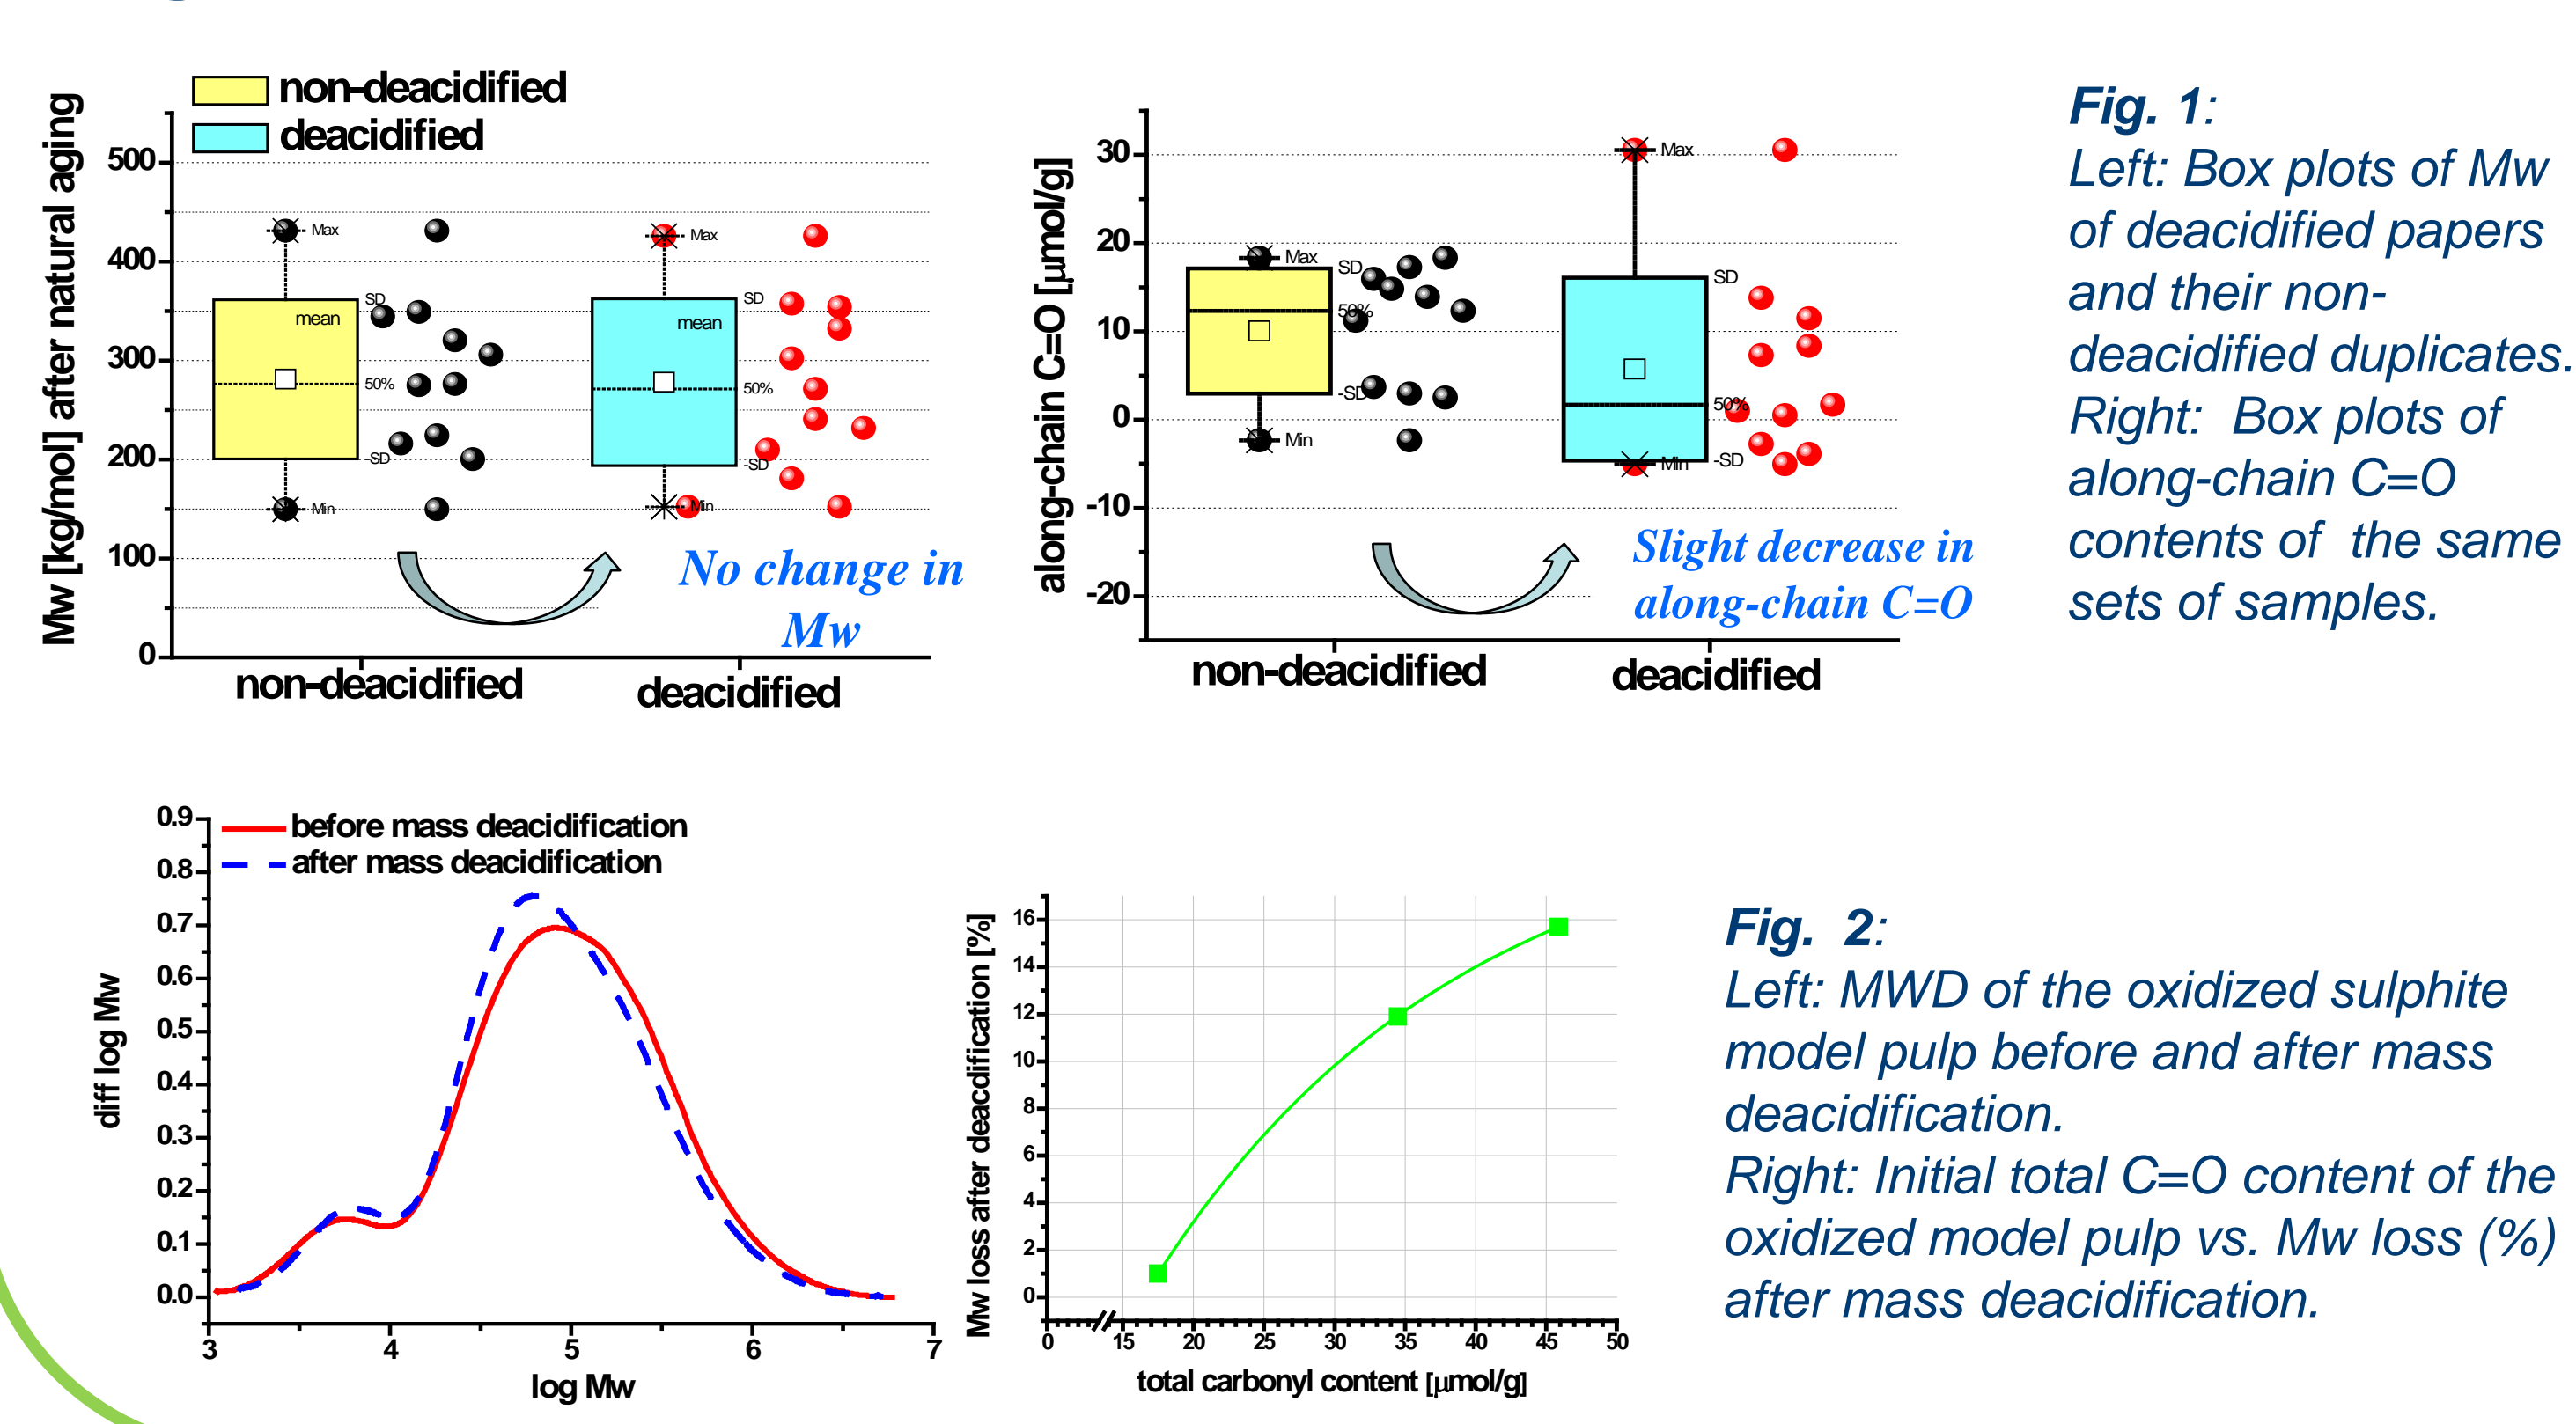 non-deacidified
deacidified
Mw [kg/mol] after natural aging
500
400
300
200
100
0
Max
SD
mean
50%
-SD
Min
Max
SD
mean
50%
-SD
Min
No change in
Mw
non-deacidified
deacidified
along-chain C=O [µmol/g]
30
20
10
0
-10
-20
Max
SD
50%
-SD
Min
Max
SD
50%
-SD
Min
Slight decrease in
along-chain C=O
non-deacidified
deacidified
Fig. 1:
Left: Box plots of Mw
of deacidified papers
and their non-
deacidified duplicates.
Right: Box plots of
along-chain C=O
contents of the same
sets of samples.
before mass deacidification
after mass deacidification
diff log Mw
0.9
0.8
0.7
0.6
0.5
0.4
0.3
0.2
0.1
0.0
3 4 5 6 7
log Mw
Mw loss after deacdification [%]
16
14
12
10
8
6
4
2
0
0 15 20 25 30 35 40 45 50
total carbonyl content [µmol/g]
Fig. 2:
Left: MWD of the oxidized sulphite
model pulp before and after mass
deacidification.
Right: Initial total C=O content of the
oxidized model pulp vs. Mw loss (%)
after mass deacidification.